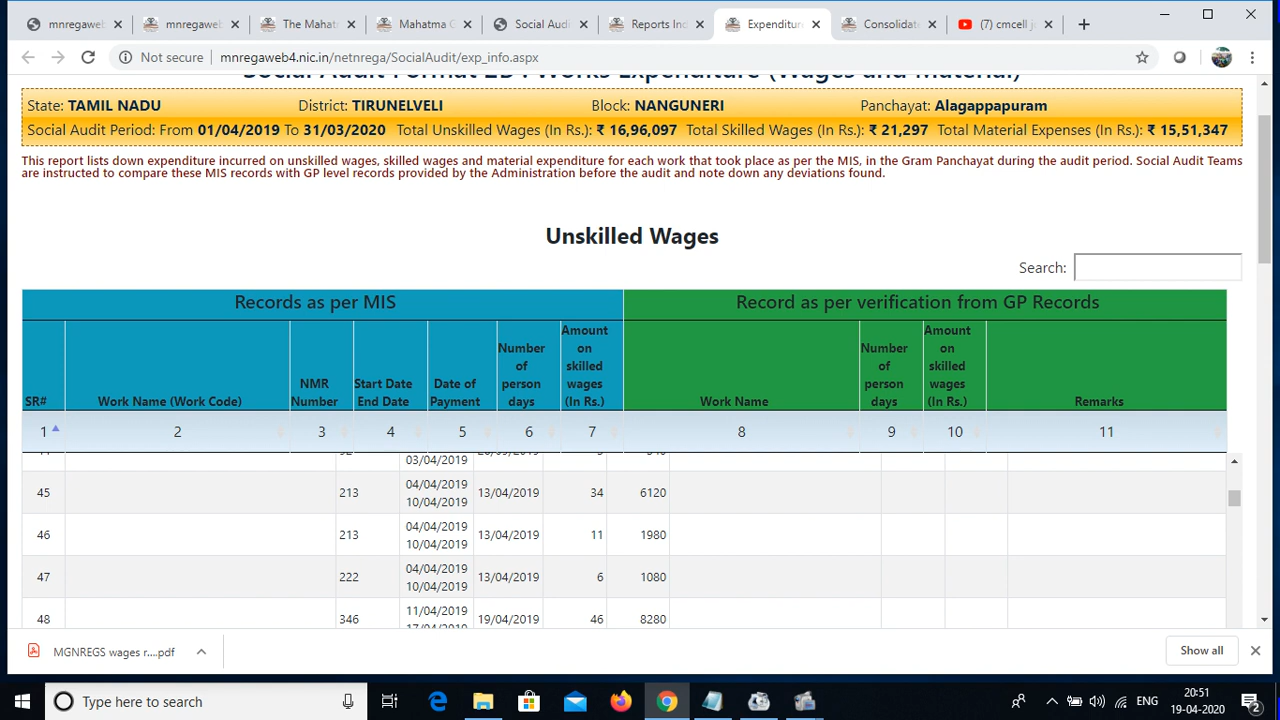 mnregaweb
mnregaweb
The Mahat
Mahatma G
Social Audi
Reports Ind
Expenditur
Consolidat
(7) cmcell j
Not secure
mnregaweb4.nic.in/netnrega/SocialAudit/exp_info.aspx
State: TAMIL NADU District: TIRUNELVELI Block: NANGUNERI Panchayat: Alagappapuram
Social Audit Period: From 01/04/2019 To 31/03/2020 Total Unskilled Wages (In Rs.): ₹ 16,96,097 Total Skilled Wages (In Rs.): ₹ 21,297 Total Material Expenses (In Rs.): ₹ 15,51,347
This report lists down expenditure incurred on unskilled wages, skilled wages and material expenditure for each work that took place as per the MIS, in the Gram Panchayat during the audit period. Social Audit Teams
are instructed to compare these MIS records with GP level records provided by the Administration before the audit and note down any deviations found.
Unskilled Wages
Search:
Records as per MIS
Record as per verification from GP Records
SR#
Work Name (Work Code)
NMR
Number
Start Date
End Date
Date of
Payment
Number
of
person
days
Amount
on
skilled
wages
(In Rs.)
Work Name
Number
of
person
days
Amount
on
skilled
wages
(In Rs.)
Remarks
1 2 3 4 5 6 7 8 9 10 11
03/04/2019
45 213 04/04/2019 13/04/2019 34 6120
10/04/2019
46 213 04/04/2019 13/04/2019 11 1980
10/04/2019
47 222 04/04/2019 13/04/2019 6 1080
10/04/2019
48 346 11/04/2019 19/04/2019 46 8280
MGNREGS wages r....pdf
Show all
Type here to search
ENG
20:51
19-04-2020
2